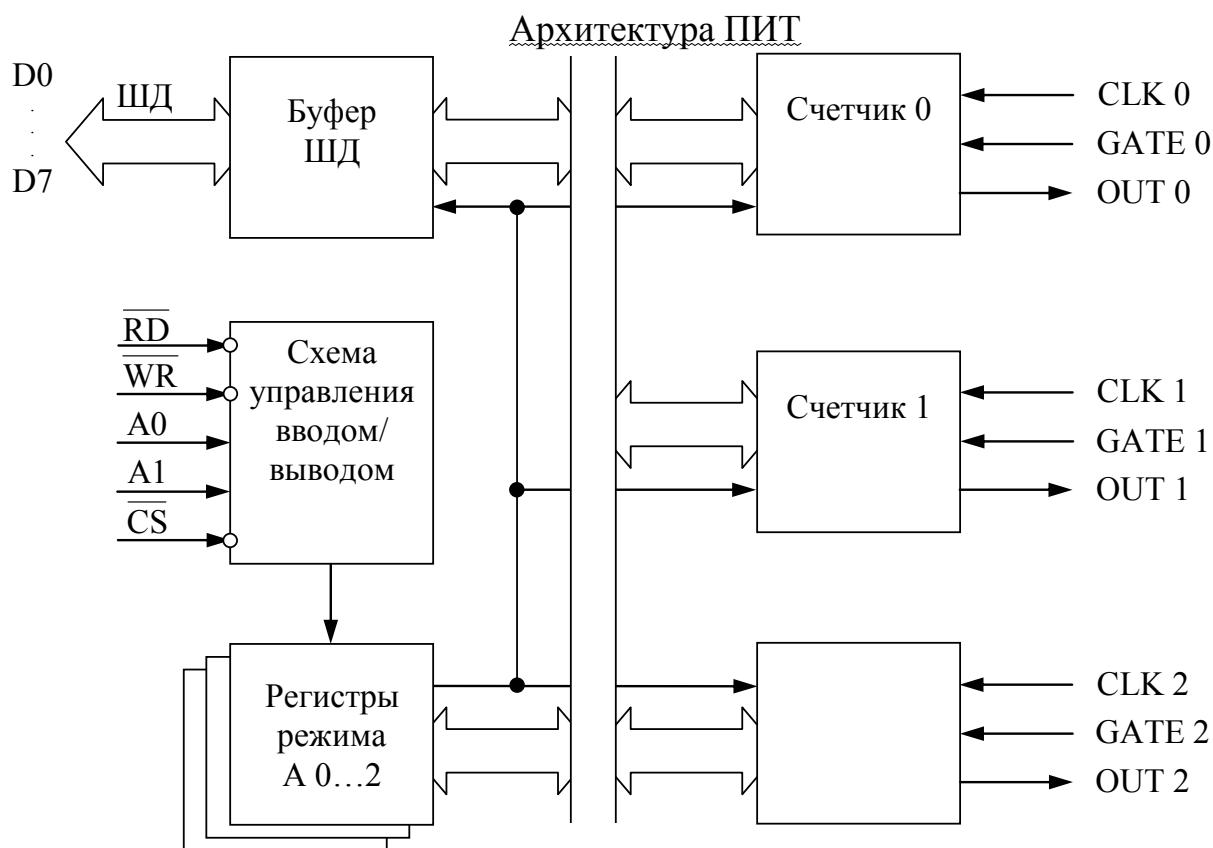 Архитектура ПИТ
D0
.
.
.
D7
ШД
Буфер
ШД
Счетчик 0
CLK 0
GATE 0
OUT 0
RD
WR
A0
A1
CS
Схема
управления
вводом/
выводом
Счетчик 1
CLK 1
GATE 1
OUT 1
Регистры
режима
А 0...2
CLK 2
GATE 2
OUT 2